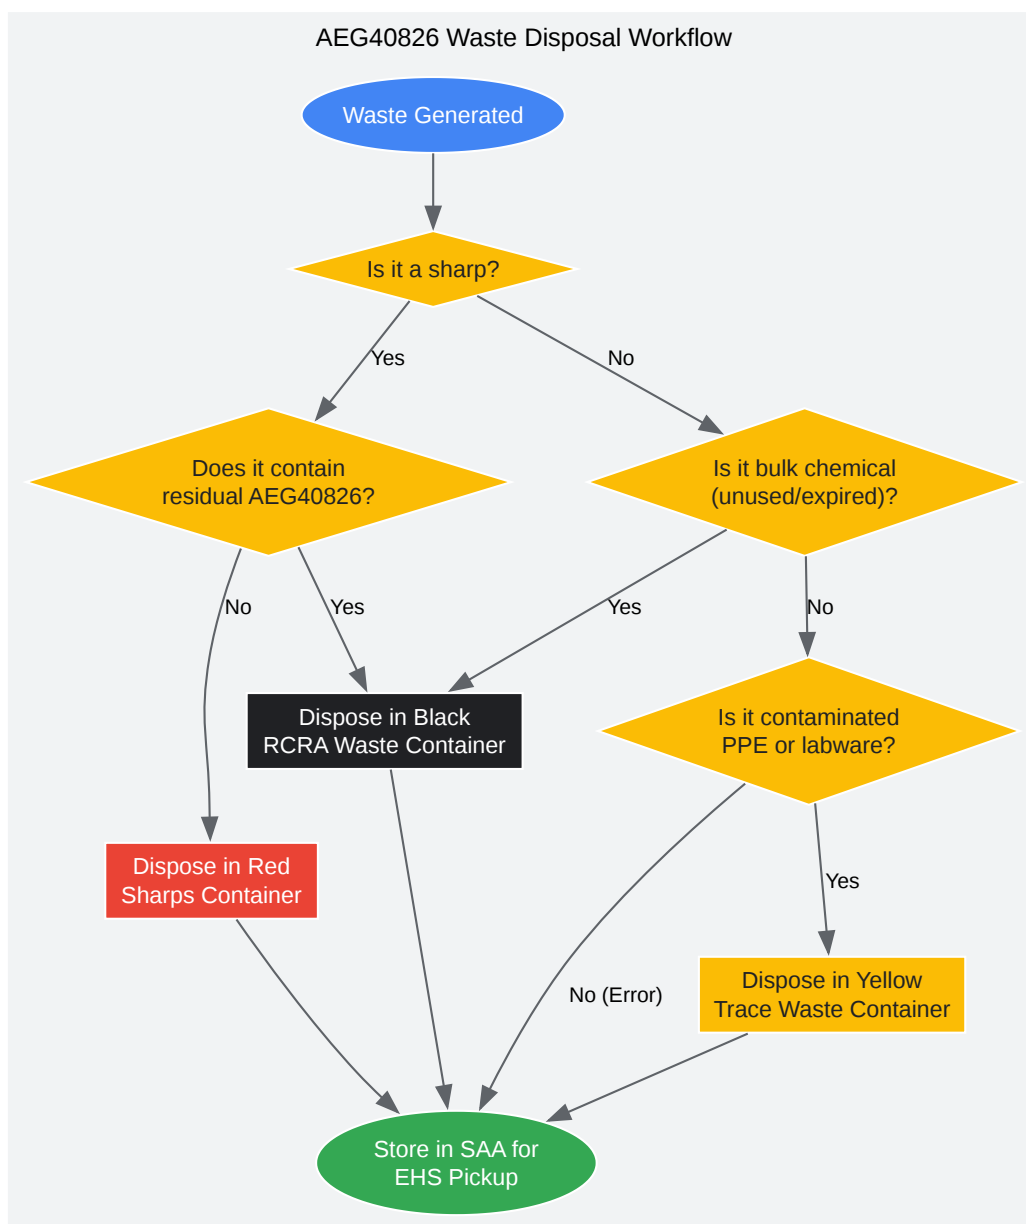 AEG40826 Waste Disposal Workflow
Waste Generated
Is it a sharp?
Yes
No
Does it contain
residual AEG40826?
Is it bulk chemical
(unused/expired)?
No
Yes
Yes
No
Dispose in Black
RCRA Waste Container
Is it contaminated
PPE or labware?
Dispose in Red
Sharps Container
Yes
No (Error)
Dispose in Yellow
Trace Waste Container
Store in SAA for
EHS Pickup